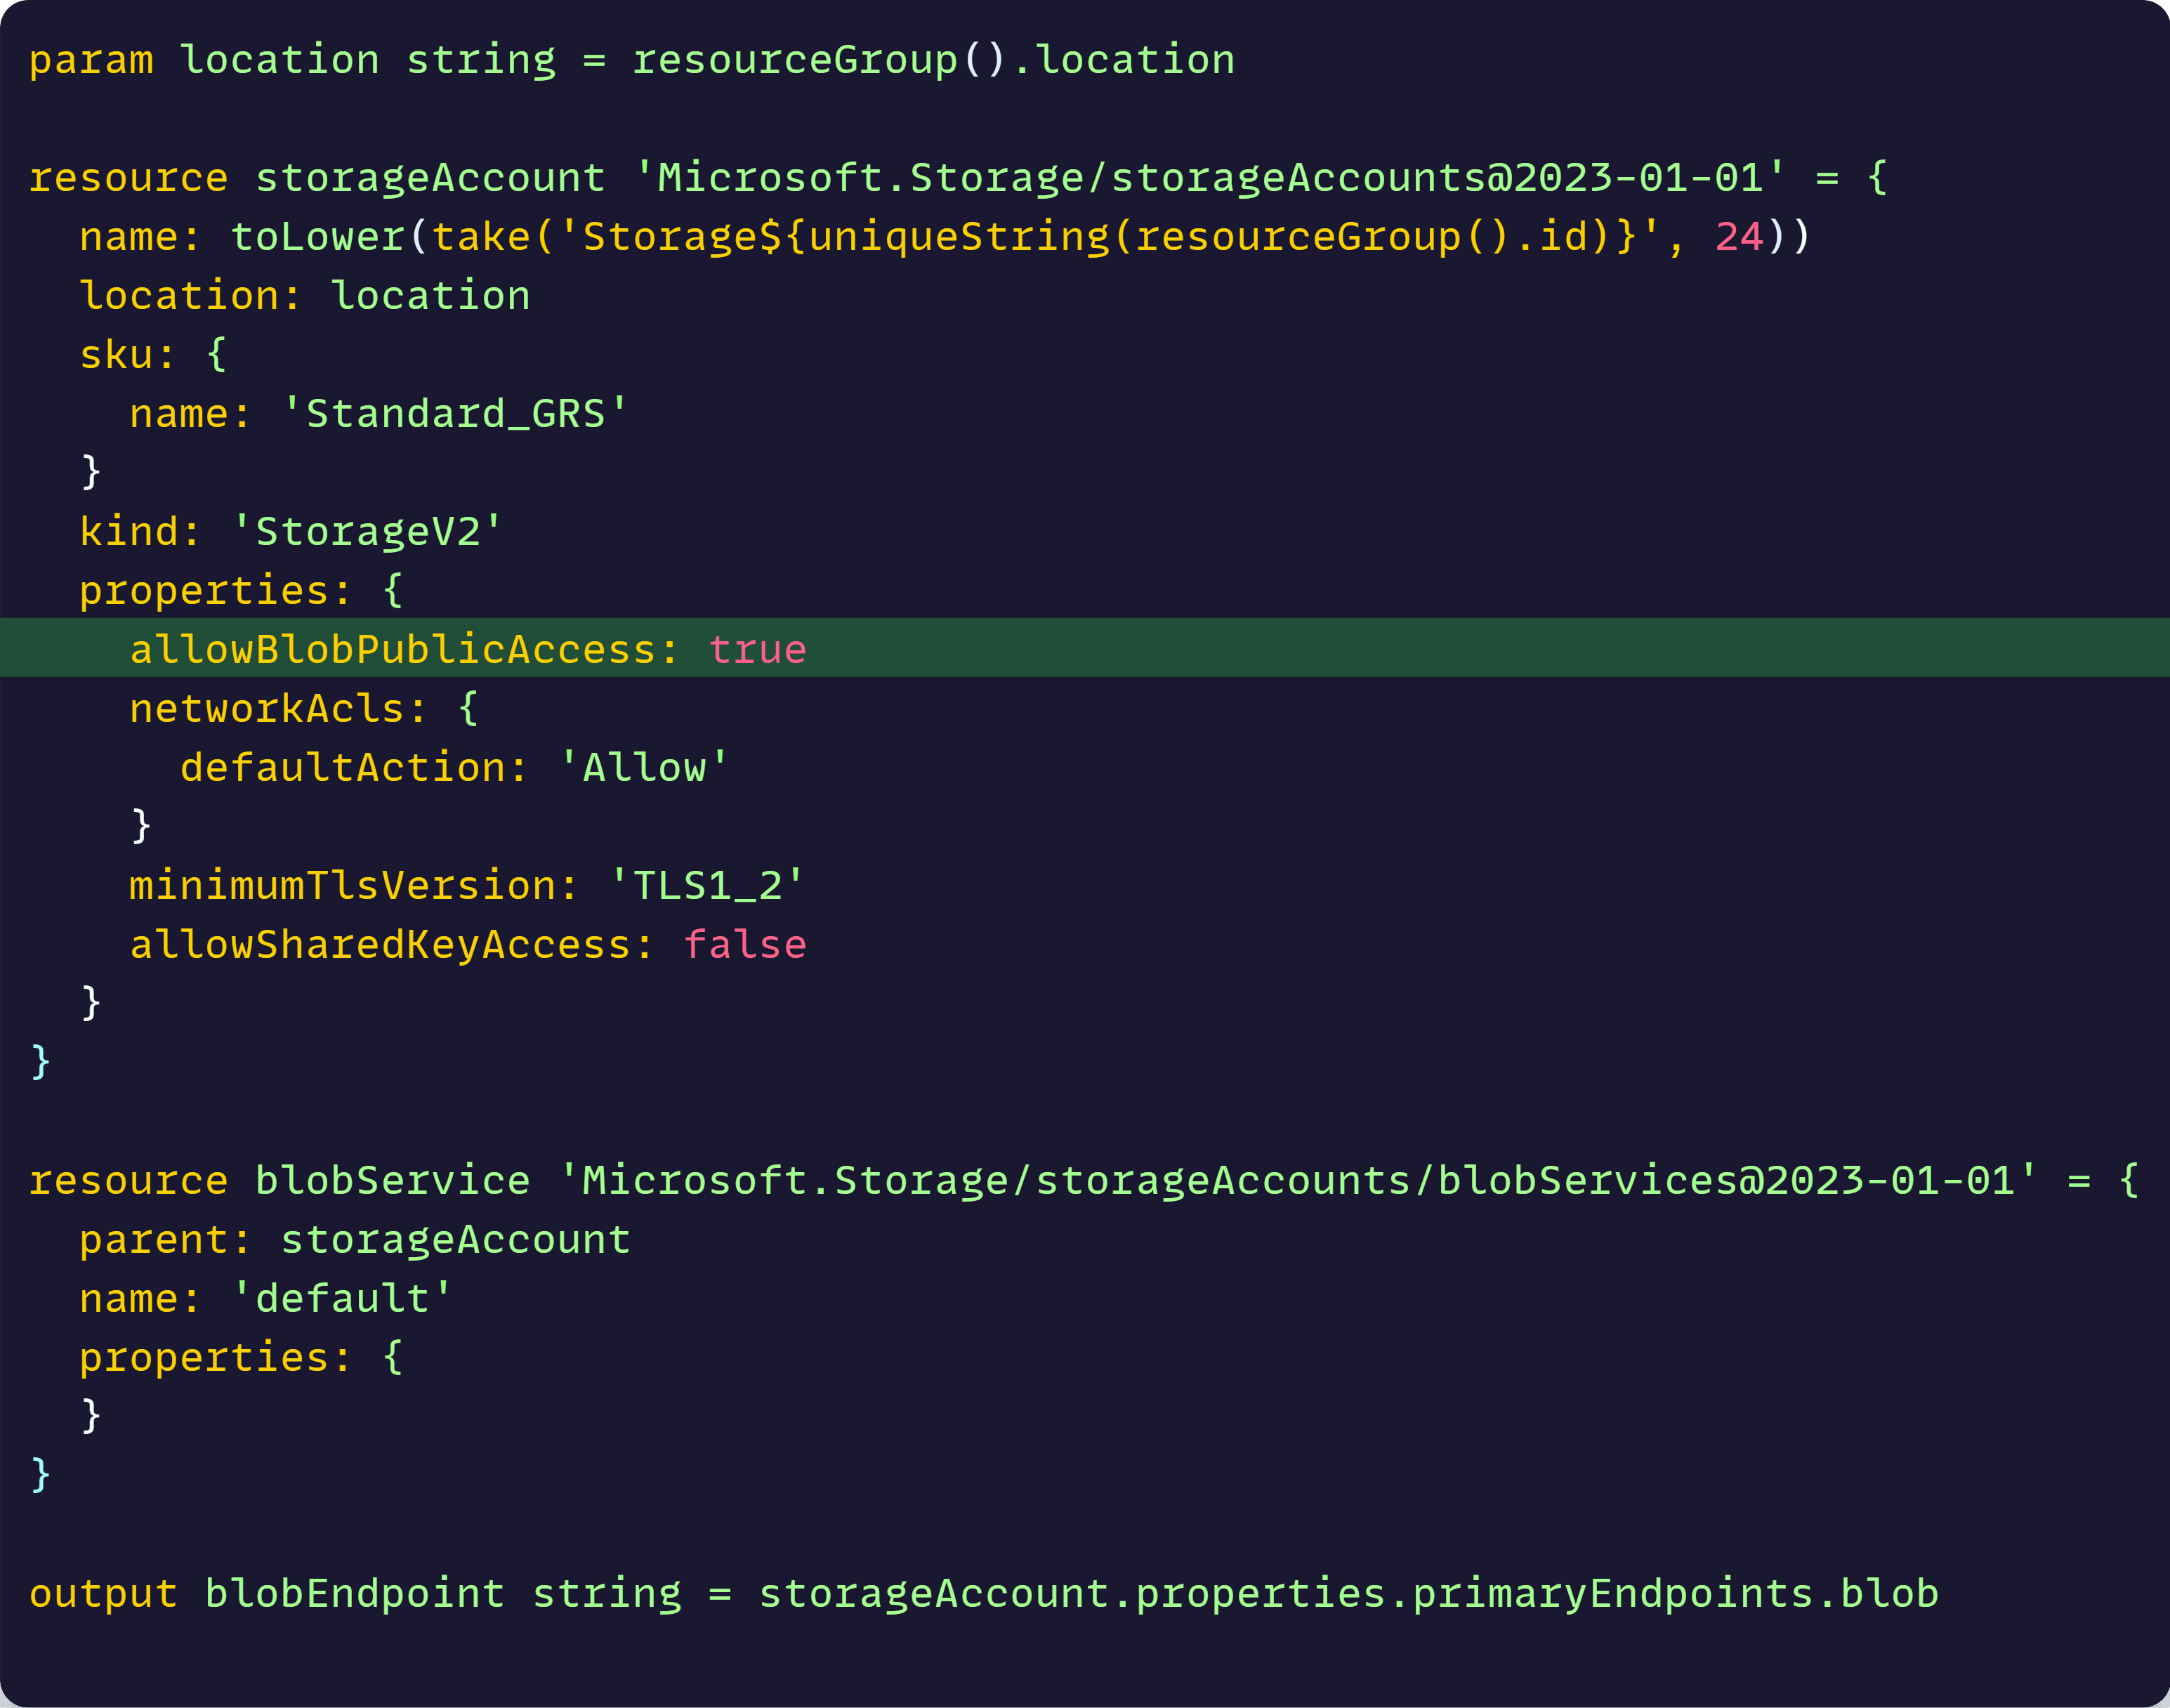 param location string = resourceGroup().location
resource storageAccount 'Microsoft.Storage/storageAccounts@2023-01-01' = {
  name: toLower(take('Storage${uniqueString(resourceGroup().id)}', 24))
  location: location
  sku: {
    name: 'Standard_GRS'
  }
  kind: 'StorageV2'
  properties: {
    allowBlobPublicAccess: true
    networkAcls: {
      defaultAction: 'Allow'
    }
    minimumTlsVersion: 'TLS1_2'
    allowSharedKeyAccess: false
  }
}
resource blobService 'Microsoft.Storage/storageAccounts/blobServices@2023-01-01' = {
  parent: storageAccount
  name: 'default'
  properties: {
  }
}
output blobEndpoint string = storageAccount.properties.primaryEndpoints.blob